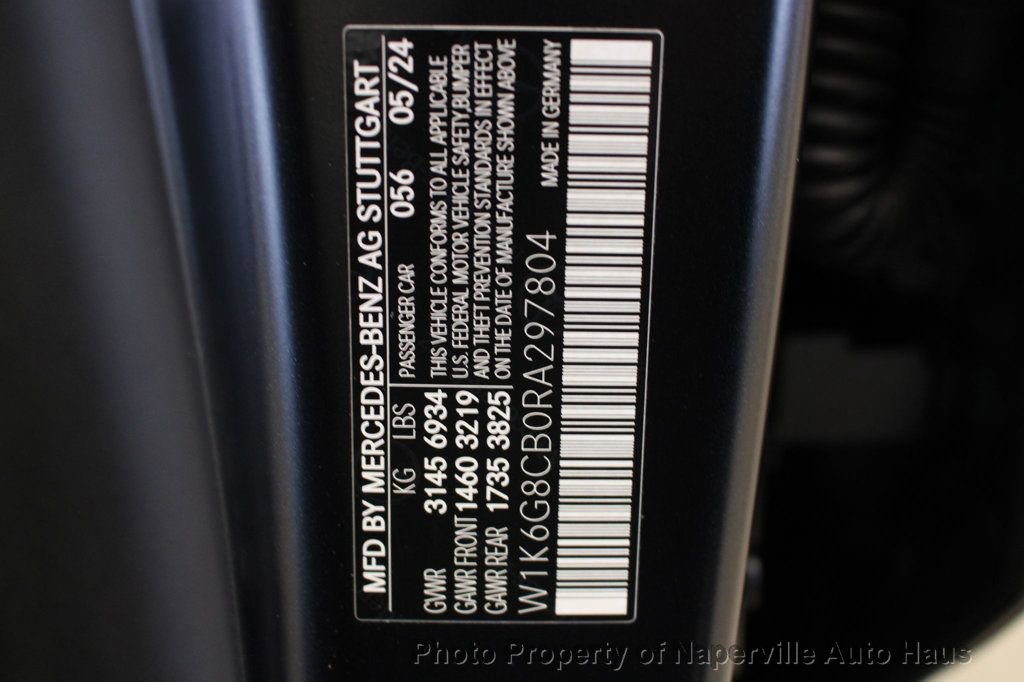 MFD BY MERCEDES-BENZ AG STUTTGART
KG LBS PASSENGER CAR 056 05/24
GVWR 3145 6934 THIS VEHICLE CONFORMS TO ALL APPLICABLE
GAWR FRONT 1460 3219 U.S. FEDERAL MOTOR VEHICLE SAFETY,BUMPER
GAWR REAR 1735 3825 AND THEFT PREVENTION STANDARDS IN EFFECT
ON THE DATE OF MANUFACTURE SHOWN ABOVE
W1K6G8CB0RA297804 MADE IN GERMANY
Photo Property of Naperville Auto Haus